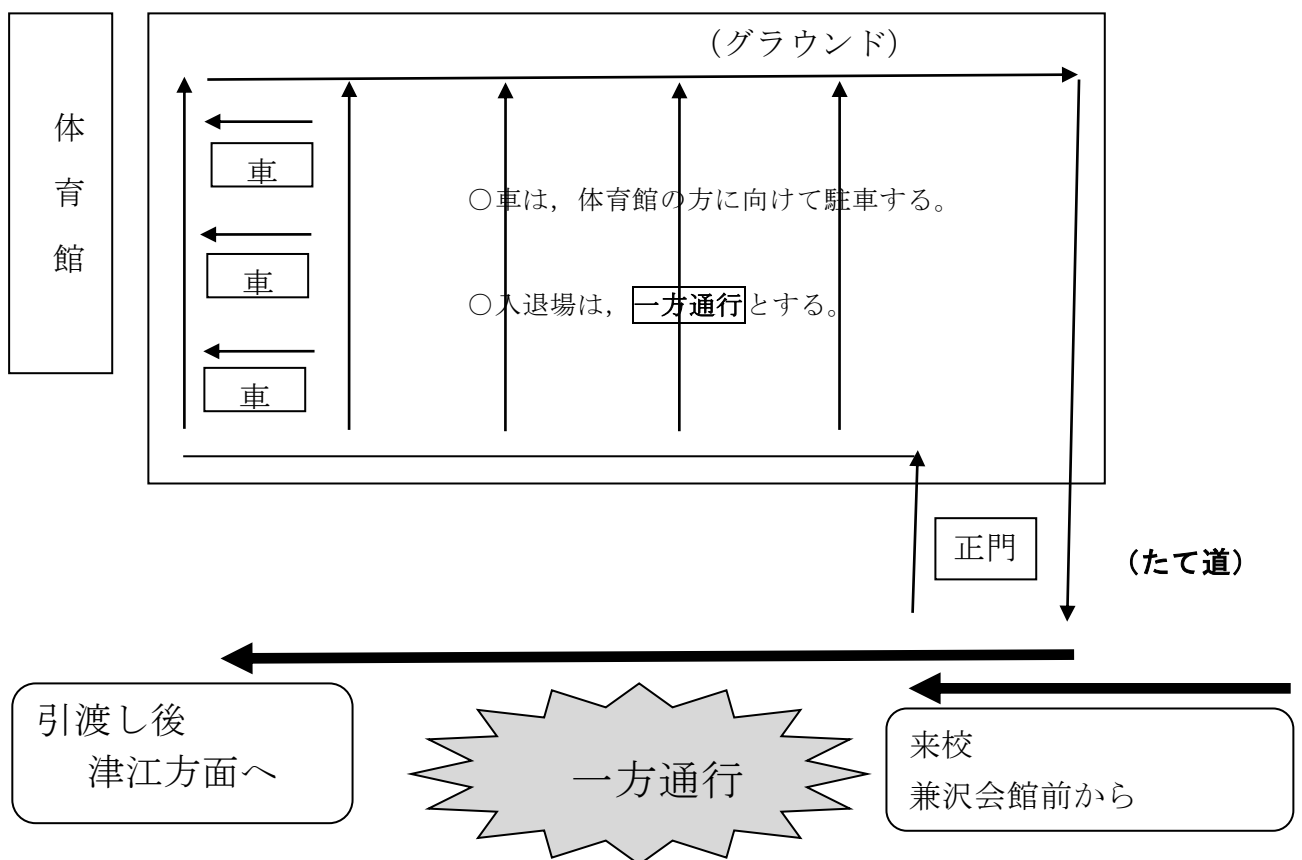 (グラウンド)
体育館
車
○車は，体育館の方に向けて駐車する。
車
○入退場は，一方通行とする。
車
正門
(たて道)
引渡し後
津江方面へ
一方通行
来校
兼沢会館前から